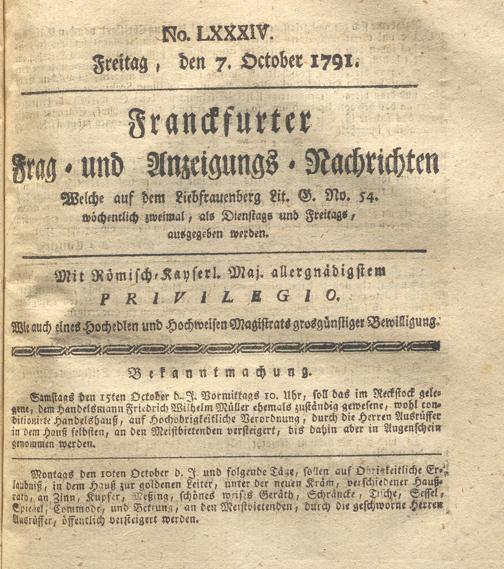 No. LXXXIV.
Freitag, den 7. October 1791.
Franckfurter
Frag- und Anzeigungs-Nachrichten
Welche auf dem Liebfrauenberg Lit. G. No. 54.
wöchentlich zweimal, als Dienstags und Freitags,
ausgegeben werden.
Mit Römisch-Kayserl. Maj. allergnädigstem
PRIVILEGIO.
Wie auch eines Hochedlen und Hochweisen Magistrats grosgünstiger Bewilligung.
Bekanntmachung.
Samstags den 15ten October d. J. Vormittags 10. Uhr, soll das im Reckstock gele-
gene, dem Handelsmann Friedrich Wilhelm Müller ehemals zuständig gewesene, wohl con-
ditionirte Handelshauß, auf Hochobrigkeitliche Verordnung, durch die Herren Ausrüffer
in dem Hauß selbsten, an den Meistbietenden versteigert, bis dahin aber in Augenschein
genommen werden.
Montags den 10ten October d. J. und folgende Täge, sollen auf Obrigkeitliche Er-
laubniß, in dem Hauß zur goldenen Leiter, unter der neuen Kräm, verschiedener Hauß-
rath, an Zinn, Kupfer, Meßing, schönes weisses Geräth, Schräncke, Tische, Sessel,
Spiegel, Commode, und Bettung, an den Meistbietenden, durch die geschworne Herren
Ausrüffer, öffentlich versteigert werden.